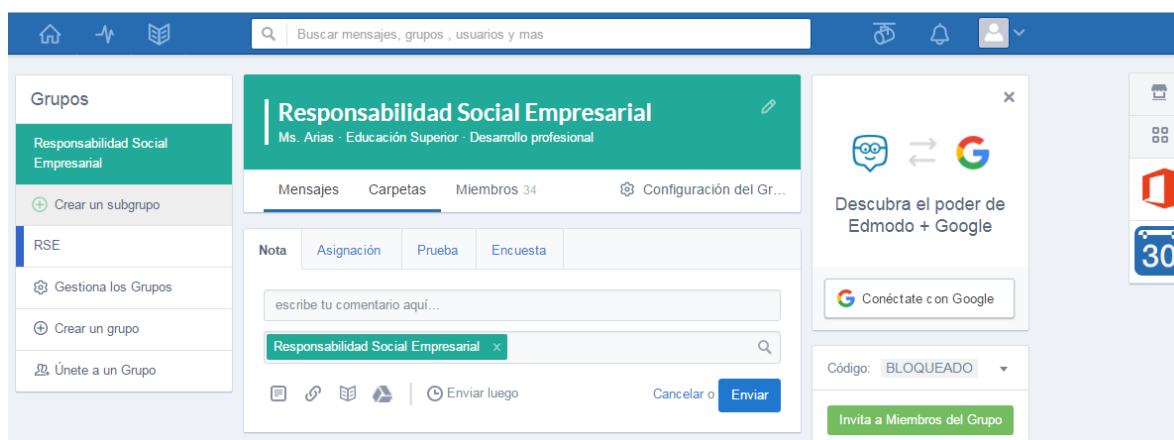 Buscar mensajes, grupos , usuarios y mas
Grupos
Responsabilidad Social
Empresarial
Crear un subgrupo
RSE
Gestiona los Grupos
Crear un grupo
Únete a un Grupo
Responsabilidad Social Empresarial
Ms. Arias · Educación Superior · Desarrollo profesional
Mensajes Carpetas Miembros 34 Configuración del Gr...
Nota Asignación Prueba Encuesta
escribe tu comentario aquí...
Responsabilidad Social Empresarial x
Enviar luego Cancelar o Enviar
Descubra el poder de
Edmodo + Google
G Conéctate con Google
Código: BLOQUEADO
Invita a Miembros del Grupo
30